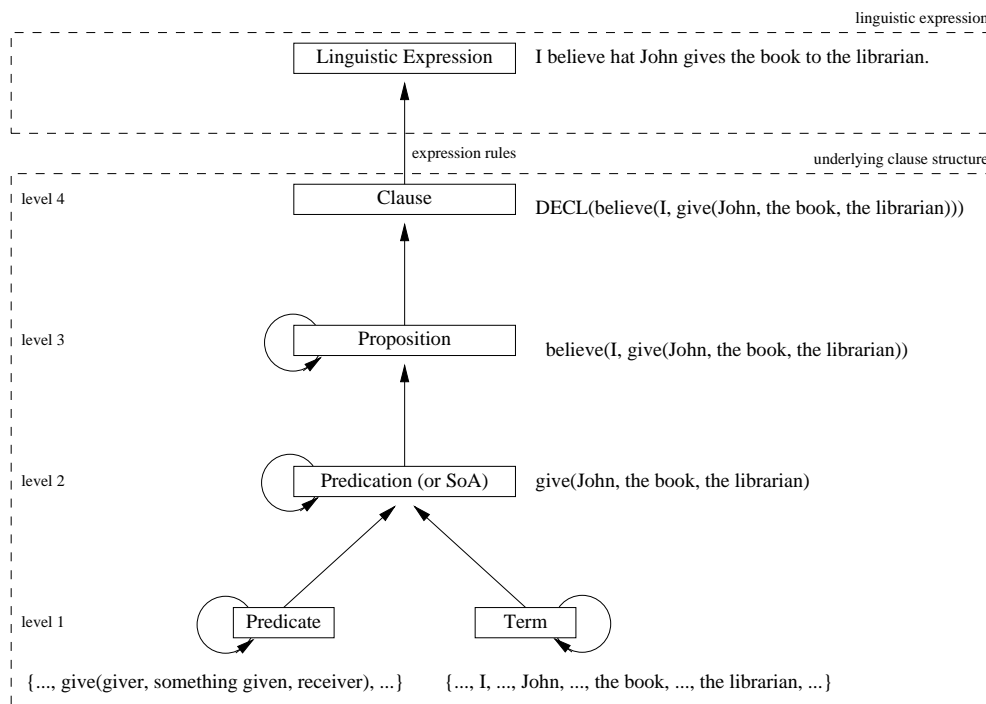 linguistic expression
Linguistic Expression
I believe hat John gives the book to the librarian.
expression rules
underlying clause structure
level 4
Clause
DECL(believe(I, give(John, the book, the librarian)))
level 3
Proposition
believe(I, give(John, the book, the librarian))
level 2
Predication (or SoA)
give(John, the book, the librarian)
level 1
Predicate
Term
{..., give(giver, something given, receiver), ...}
{..., I, ..., John, ..., the book, ..., the librarian, ...}